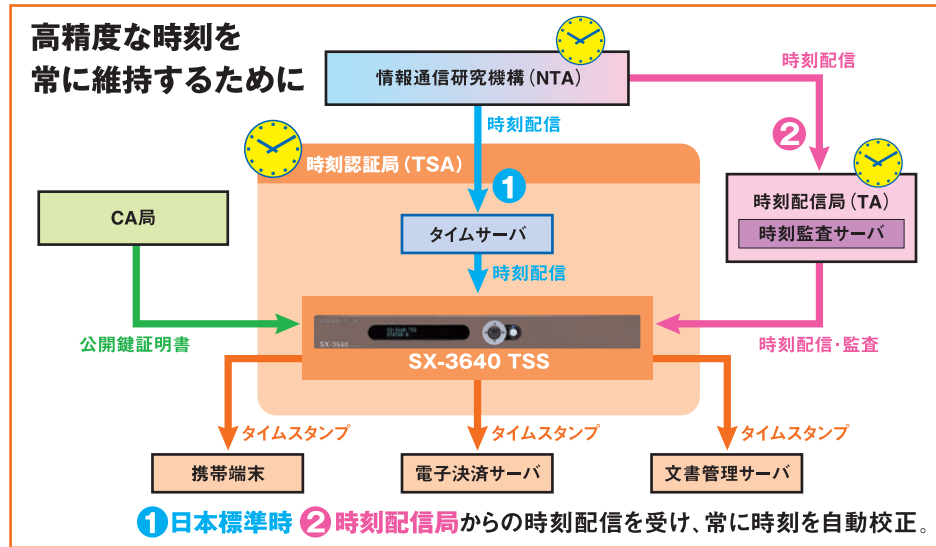 高精度な時刻を
常に維持するために
情報通信研究機構(NTA)
時刻配信
時刻配信
2
時刻認証局(TSA)
1
時刻配信局(TA)
時刻監査サーバ
CA局
タイムサーバ
時刻配信
SX-3640
SX-3640 TSS
公開鍵証明書
時刻配信・監査
タイムスタンプ
タイムスタンプ
タイムスタンプ
携帯端末
電子決済サーバ
文書管理サーバ
1日本標準時 2時刻配信局からの時刻配信を受け、常に時刻を自動校正。